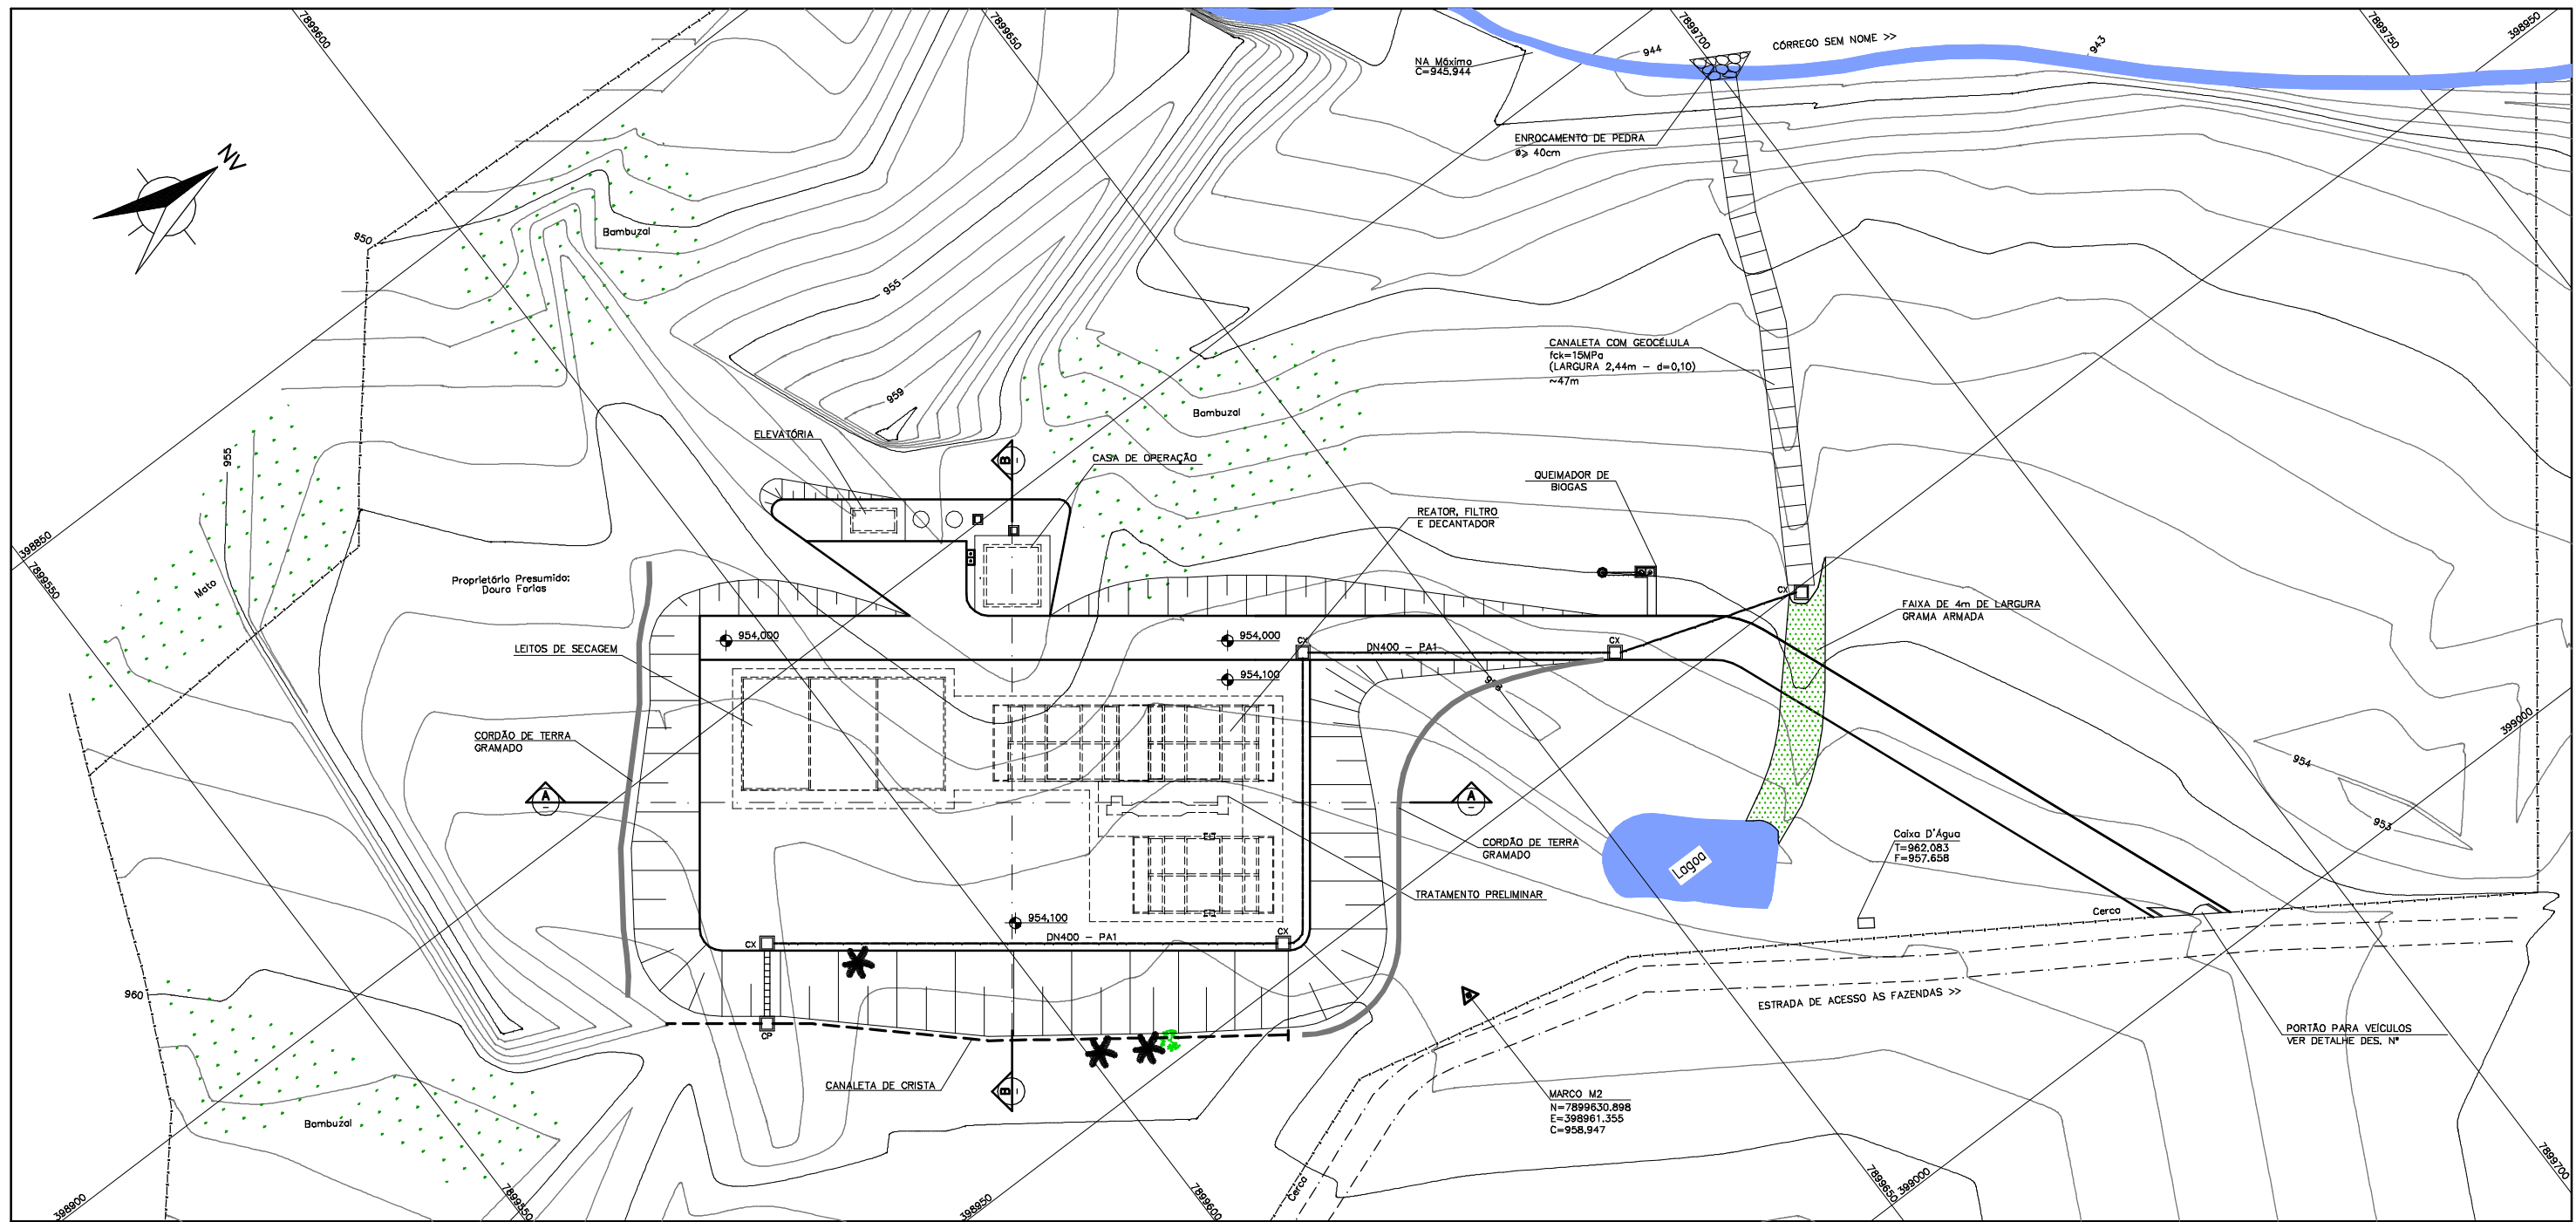 7899600
7899650
7899700
7899750
398950
CÓRREGO SEM NOME >>
944
943
NA Máximo
C=945.944
ENROCAMENTO DE PEDRA
ø≥ 40cm
NV
950
Bambuzal
955
959
CANALETA COM GEOCÉLULA
fck=15MPa
(LARGURA 2,44m - d=0,10)
~47m
Bambuzal
ELEVATÓRIA
B
CASA DE OPERAÇÃO
QUEIMADOR DE
BIOGAS
REATOR, FILTRO
E DECANTADOR
955
398850
7899550
Mato
Proprietário Presumido:
Doura Farias
CX
FAIXA DE 4m DE LARGURA
GRAMA ARMADA
954,000
954,000
CX
DN400 - PA1
CX
LEITOS DE SECAGEM
954,100
399000
CORDÃO DE TERRA
GRAMADO
954
A
A
953
CORDÃO DE TERRA
GRAMADO
Caixa D'Água
T=962.083
F=957.658
Lagoa
TRATAMENTO PRELIMINAR
954,100
Cerca
CX
DN400 - PA1
CX
960
ESTRADA DE ACESSO ÀS FAZENDAS >>
CP
PORTÃO PARA VEÍCULOS
VER DETALHE DES. Nº
CANALETA DE CRISTA
B
MARCO M2
N=7899630.898
E=398961.355
C=958.947
Bambuzal
Cerca
398900
7899550
398950
7899600
7899650
399000
7899700